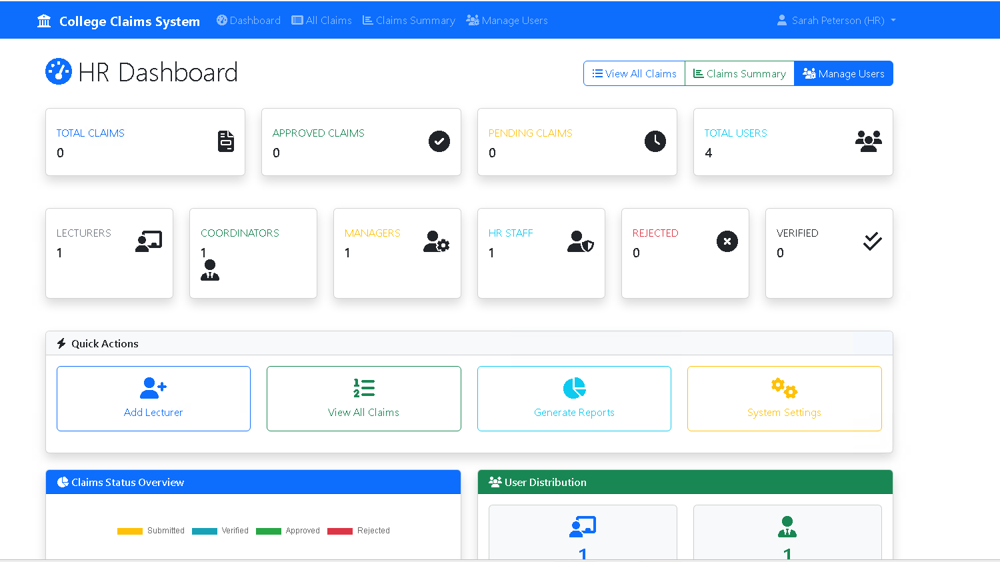 College Claims System Dashboard All Claims Claims Summary Manage Users Sarah Peterson (HR)
HR Dashboard
View All Claims Claims Summary Manage Users
TOTAL CLAIMS
0
APPROVED CLAIMS
0
PENDING CLAIMS
0
TOTAL USERS
4
LECTURERS
1
COORDINATORS
1
MANAGERS
1
HR STAFF
1
REJECTED
0
VERIFIED
0
Quick Actions
Add Lecturer
1
2
View All Claims
Generate Reports
System Settings
Claims Status Overview
Submitted Verified Approved Rejected
User Distribution
1
1